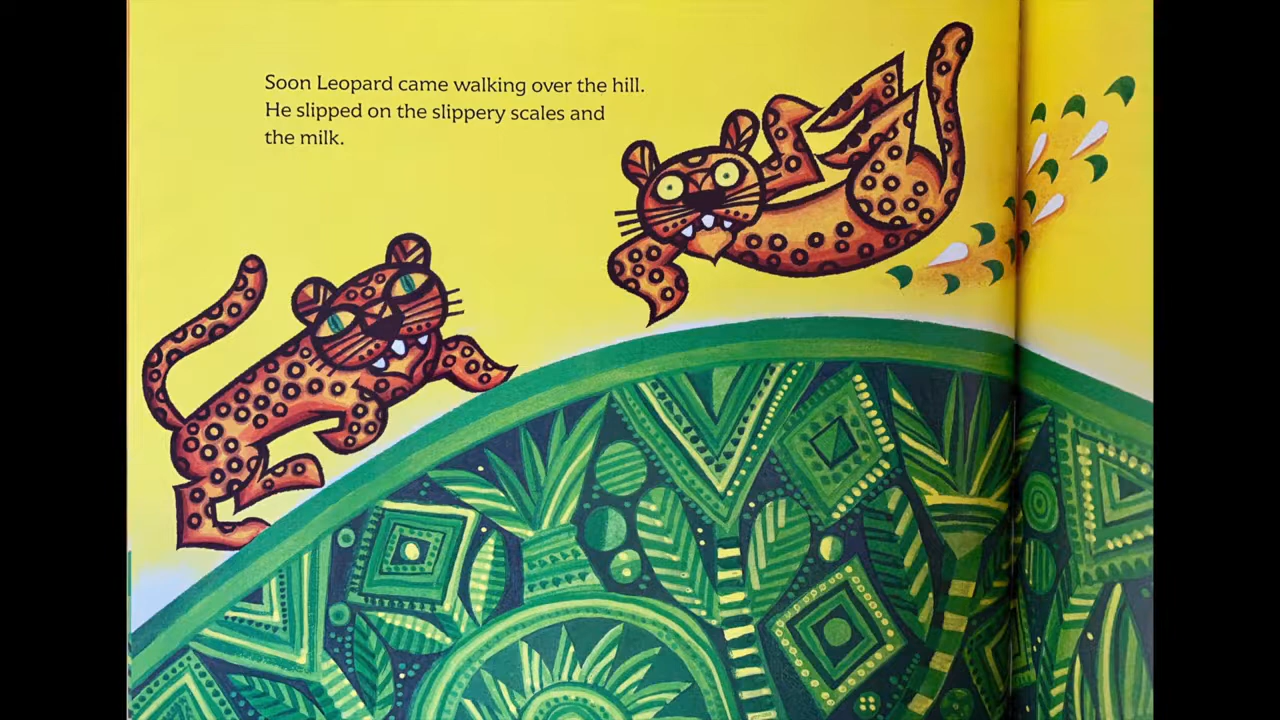 Soon Leopard came walking over the hill.
He slipped on the slippery scales and
the milk.